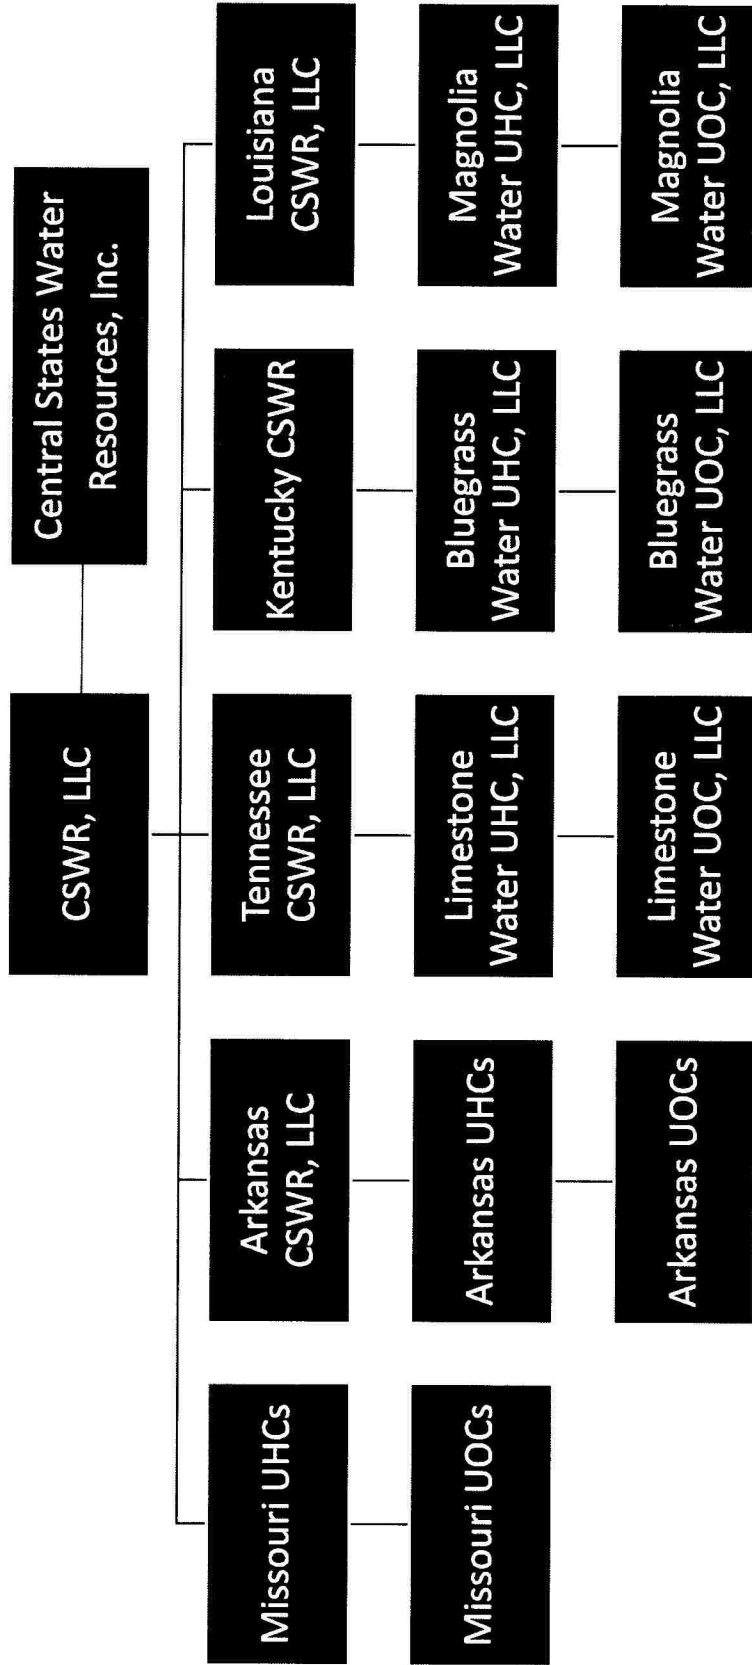 CSWR, LLC
Central States Water
Resources, Inc.
Missouri UHCs
Arkansas
CSWR, LLC
Tennessee
CSWR, LLC
Kentucky CSWR
Louisiana
CSWR, LLC
Missouri UOCs
Arkansas UHCs
Limestone
Water UHC, LLC
Bluegrass
Water UHC, LLC
Magnolia
Water UHC, LLC
Arkansas UOCs
Limestone
Water UOC, LLC
Bluegrass
Water UOC, LLC
Magnolia
Water UOC, LLC